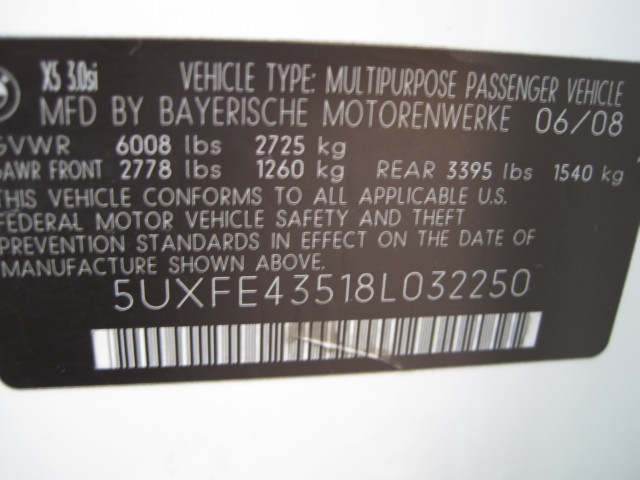 X5 3.0si VEHICLE TYPE: MULTIPURPOSE PASSENGER VEHICLE
MFD BY BAYERISCHE MOTORENWERKE 06/08
GVWR 6008 lbs 2725 kg
GAWR FRONT 2778 lbs 1260 kg REAR 3395 lbs 1540 kg
THIS VEHICLE CONFORMS TO ALL APPLICABLE U.S.
FEDERAL MOTOR VEHICLE SAFETY AND THEFT
PREVENTION STANDARDS IN EFFECT ON THE DATE OF
MANUFACTURE SHOWN ABOVE.
5UXFE43518L032250